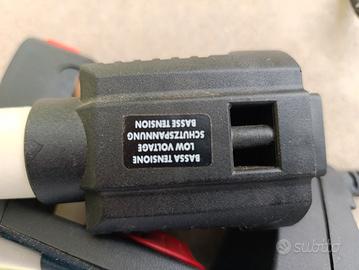 BASSA TENSIONE
LOW VOLTAGE
SCHUTZSPANNUNG
BASSE TENSION
subito